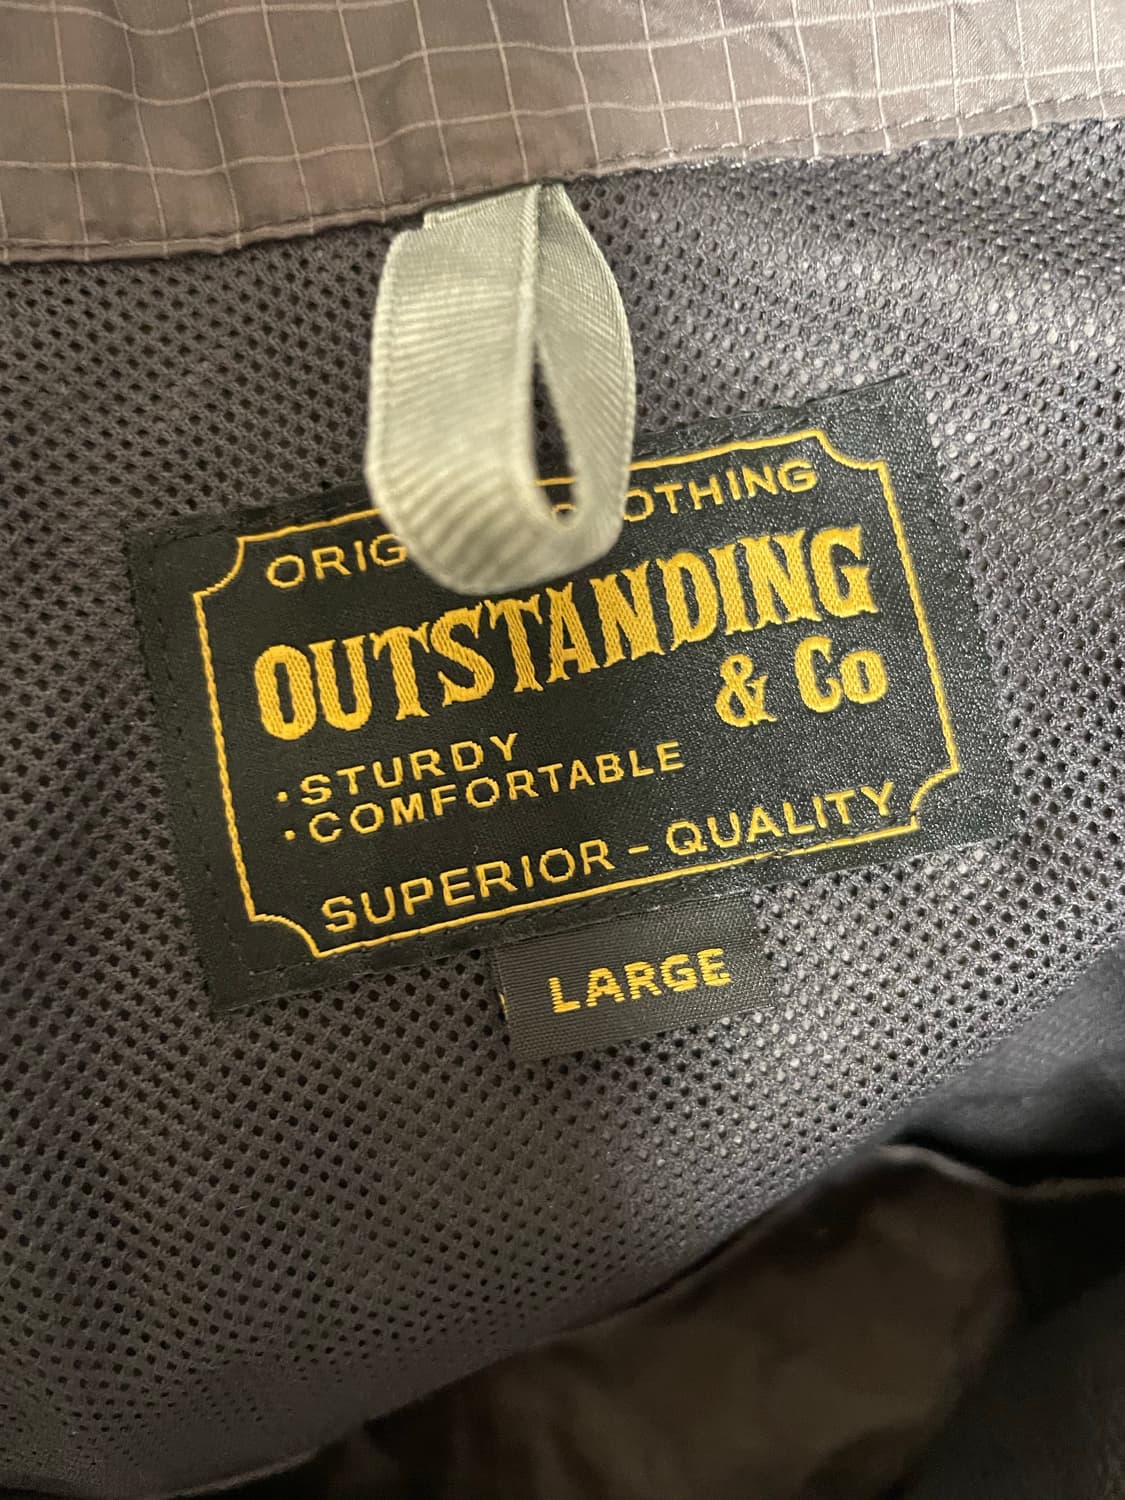 OUTSTANDING
& Co
·STURDY
·COMFORTABLE
SUPERIOR - QUALITY
LARGE